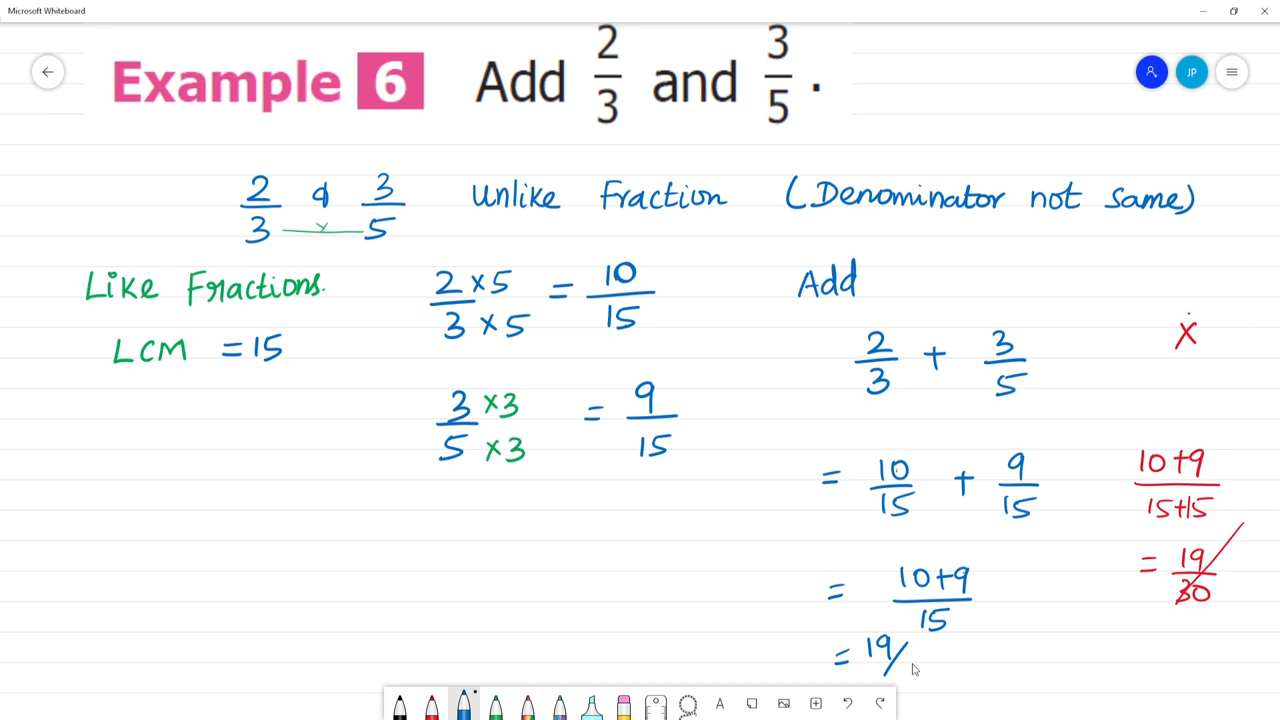 Microsoft Whiteboard
Example 6 Add 2/3 and 3/5.
JP
2/3 & 3/5 Unlike Fraction (Denominator not same)
Like Fractions.
LCM = 15
2×5/3×5 = 10/15
3×3/5×3 = 9/15
Add
2/3 + 3/5
= 10/15 + 9/15
= 10+9/15
= 19/
x
10+9/15+15
= 19/30
A